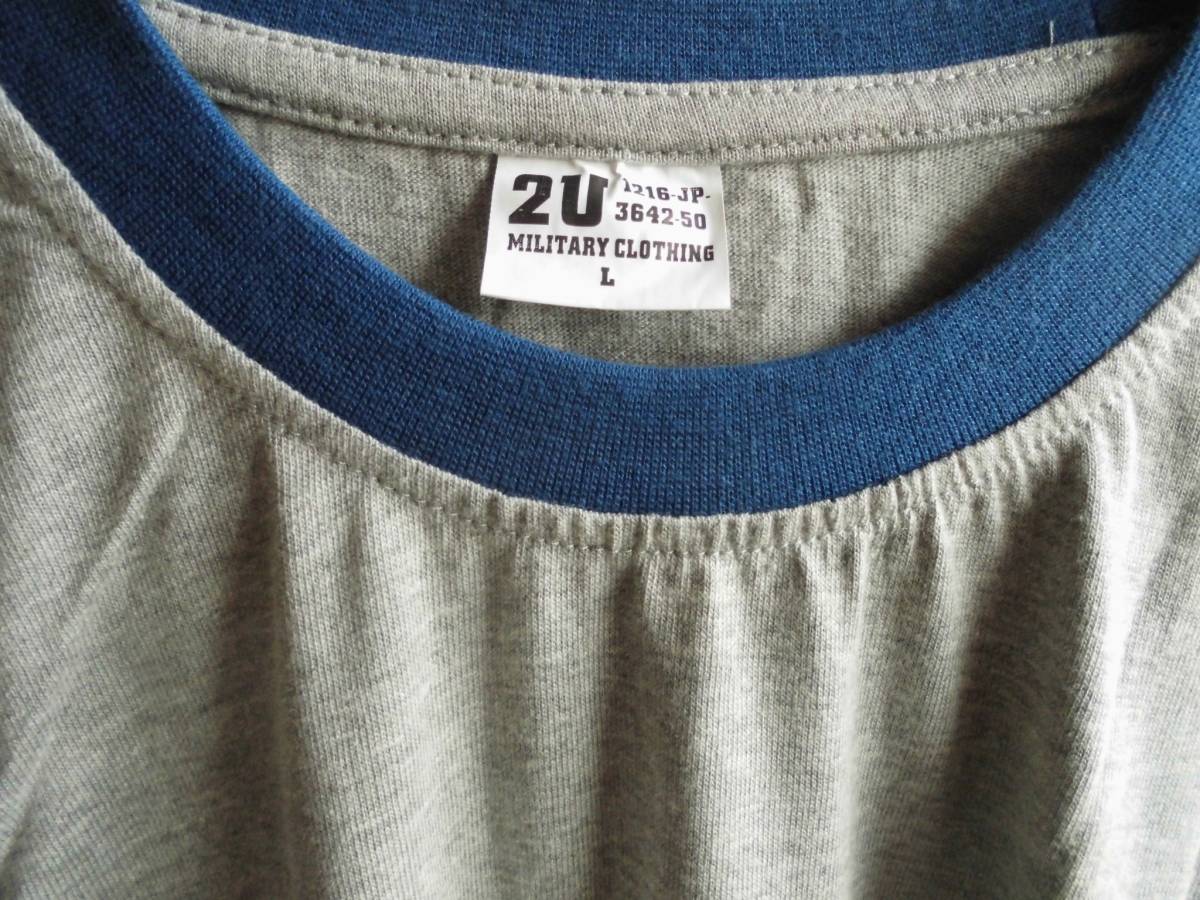 2U 1216-JP-
3642-50
MILITARY CLOTHING
L